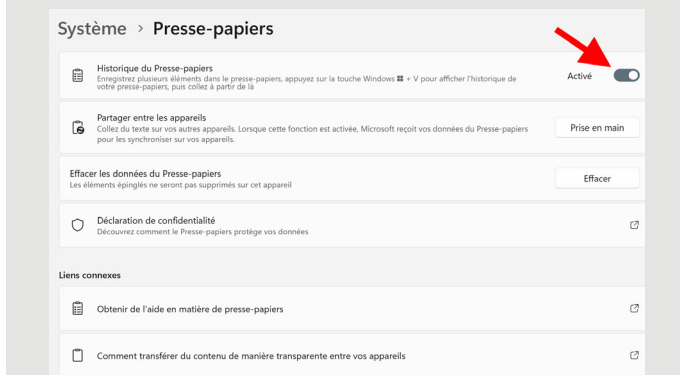 Système > Presse-papiers
Historique du Presse-papiers
Activé
Enregistrez plusieurs éléments dans le presse-papiers, appuyez sur la touche Windows + V pour afficher l'historique de
votre presse-papiers, puis collez à partir de là
Partager entre les appareils
Collez du texte sur vos autres appareils. Lorsque cette fonction est activée, Microsoft reçoit vos données du Presse-papiers
pour les synchroniser sur vos appareils.
Prise en main
Effacer les données du Presse-papiers
Les éléments épinglés ne seront pas supprimés sur cet appareil
Effacer
Déclaration de confidentialité
Découvrez comment le Presse-papiers protège vos données
Liens connexes
Obtenir de l'aide en matière de presse-papiers
Comment transférer du contenu de manière transparente entre vos appareils